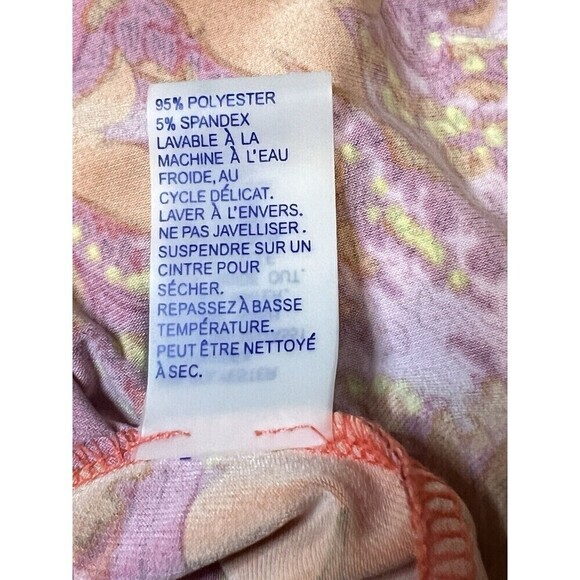 95% POLYESTER
5% SPANDEX
LAVABLE À LA
MACHINE À L'EAU
FROIDE, AU
CYCLE DÉLICAT.
LAVER À L'ENVERS.
NE PAS JAVELLISER.
SUSPENDRE SUR UN
CINTRE POUR
SÉCHER.
REPASSEZ À BASSE
TEMPÉRATURE.
PEUT ÊTRE NETTOYÉ
À SEC.